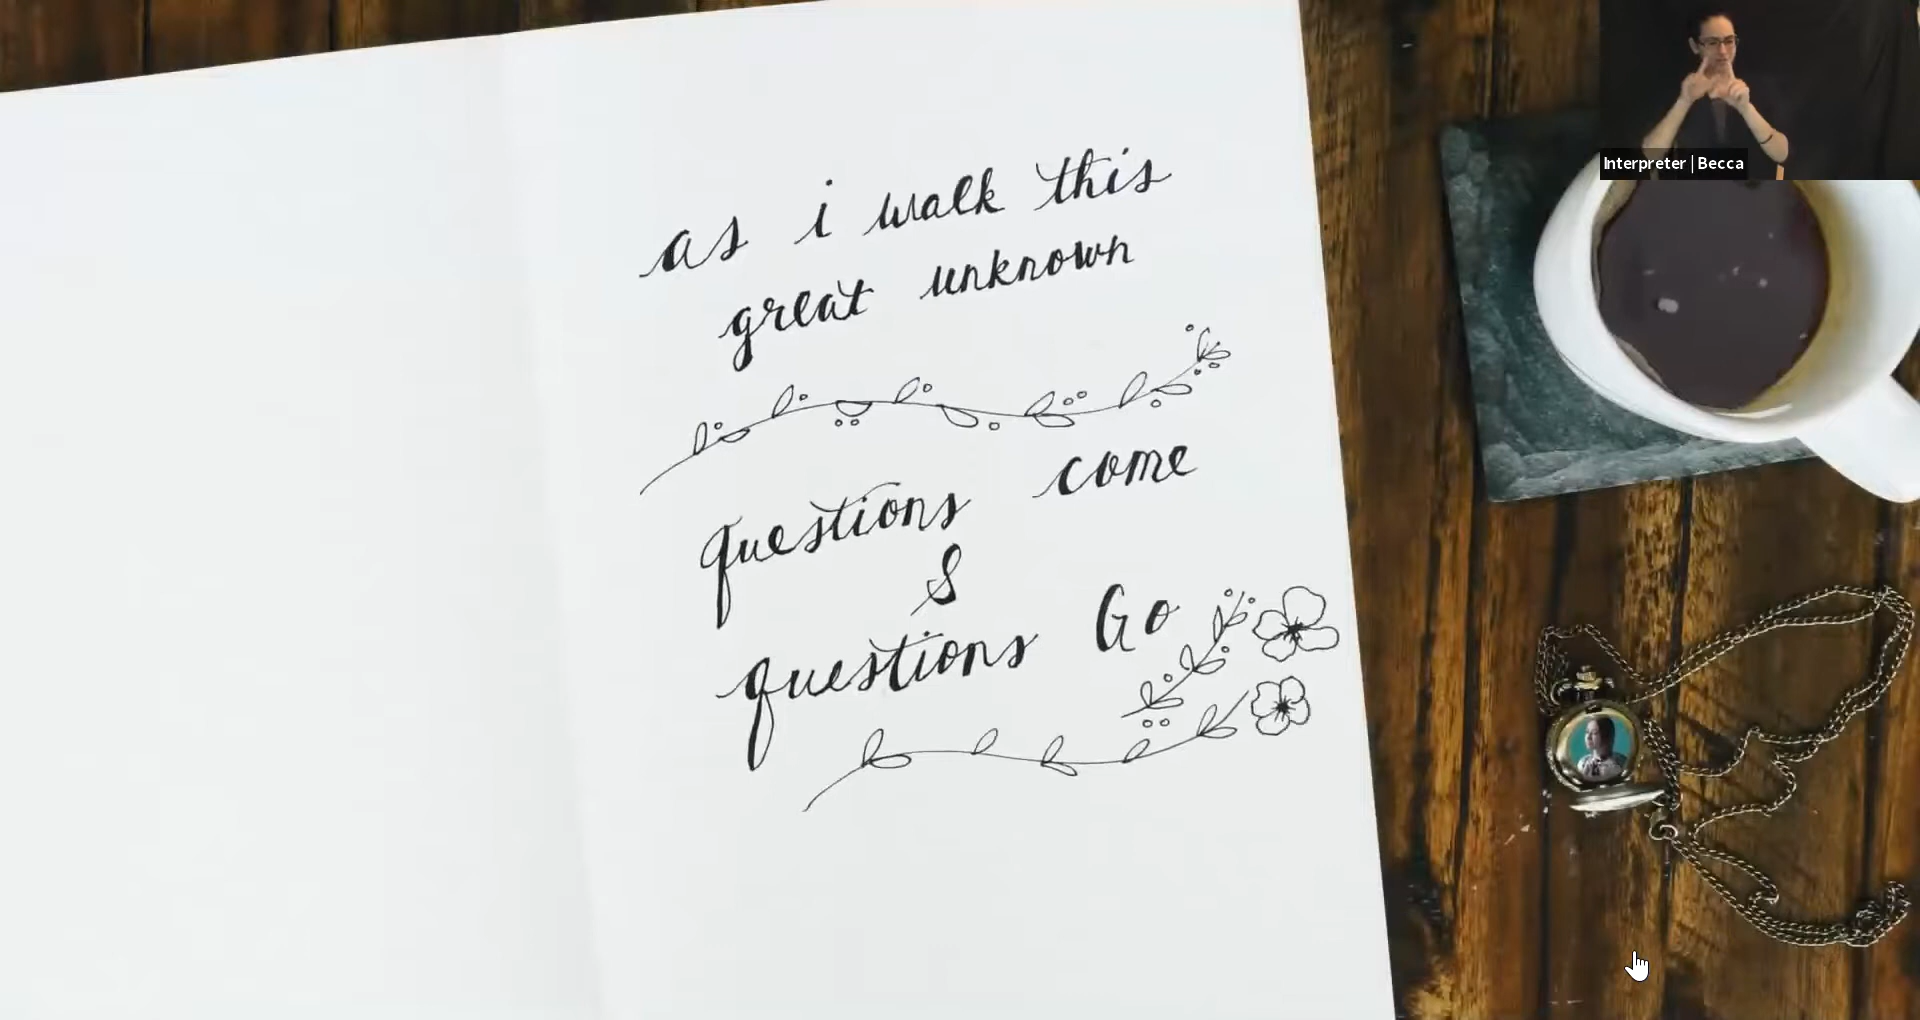 as i walk this
great unknown
questions come
&
questions Go
Interpreter | Becca